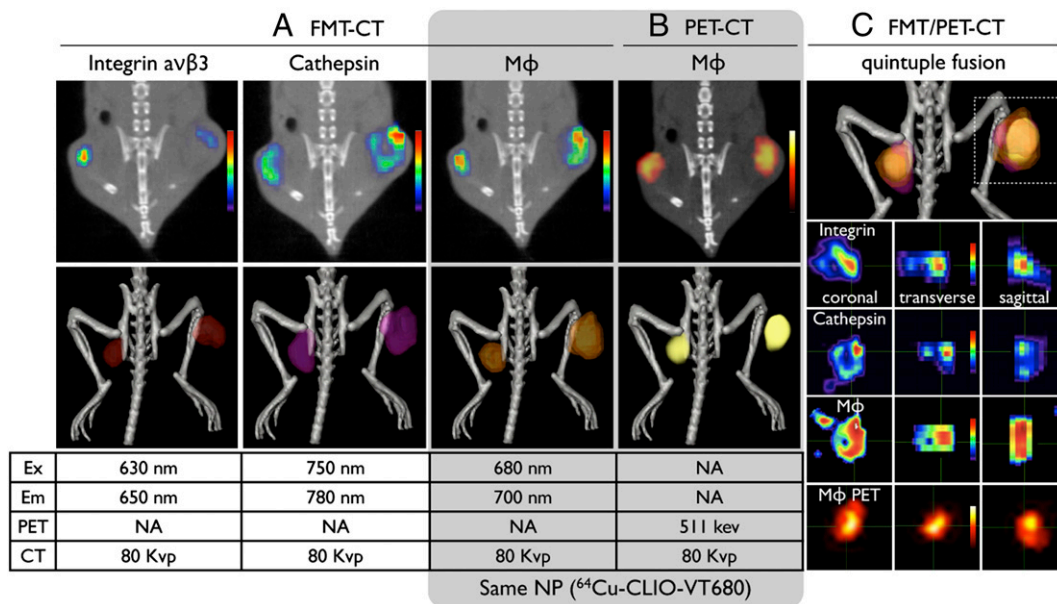 A FMT-CT
B PET-CT
C FMT/PET-CT
Integrin avβ3
Cathepsin
Mϕ
Mϕ
quintuple fusion
Integrin
coronal
transverse
sagittal
Cathepsin
Mϕ
Mϕ PET
Ex 630 nm 750 nm 680 nm NA
Em 650 nm 780 nm 700 nm NA
PET NA NA NA 511 kev
CT 80 Kvp 80 Kvp 80 Kvp 80 Kvp
Same NP (⁶⁴Cu-CLIO-VT680)